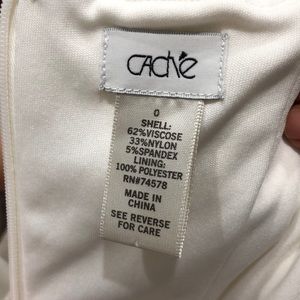 CACHÉ
0
SHELL:
62%VISCOSE
33%NYLON
5%SPANDEX
LINING:
100% POLYESTER
RN#74578
MADE IN
CHINA
SEE REVERSE
FOR CARE